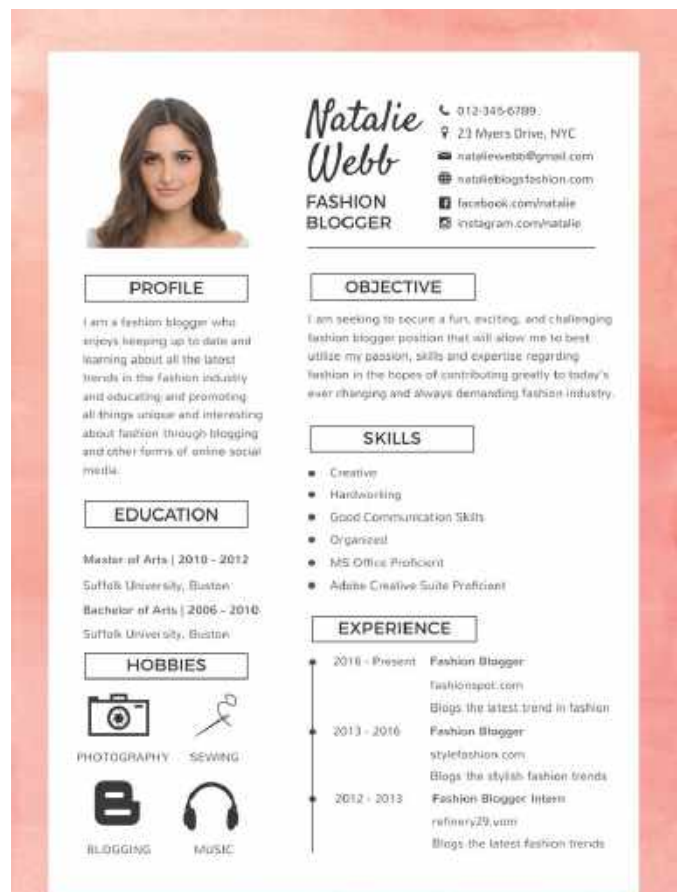 Natalie
Webb
FASHION
BLOGGER
012-345-6789
23 Myers Drive, NYC
nataliewebb@gmail.com
natalieblogsfashion.com
facebook.com/natalie
instagram.com/natalie
PROFILE
I am a fashion blogger who
enjoys keeping up to date and
learning about all the latest
trends in the fashion industry
and educating and promoting
all things unique and interesting
about fashion through blogging
and other forms of online social
media.
EDUCATION
Master of Arts | 2010 - 2012
Suffolk University, Buston
Bachelor of Arts | 2006 - 2010
Suffolk University, Buston
HOBBIES
PHOTOGRAPHY SEWING
BLOGGING MUSIC
OBJECTIVE
I am seeking to secure a fun, exciting, and challenging
fashion blogger position that will allow me to best
utilize my passion, skills and expertise regarding
fashion in the hopes of contributing greatly to today's
ever changing and always demanding fashion industry.
SKILLS
Creative
Hardworking
Good Communication Skills
Organized
MS Office Proficient
Adobe Creative Suite Proficient
EXPERIENCE
2016 - Present Fashion Blogger
fashionspot.com
Blogs the latest trend in fashion
2013 - 2016 Fashion Blogger
stylefashion.com
Blogs the stylish fashion trends
2012 - 2013 Fashion Blogger Intern
refinery29.vom
Blogs the latest fashion trends